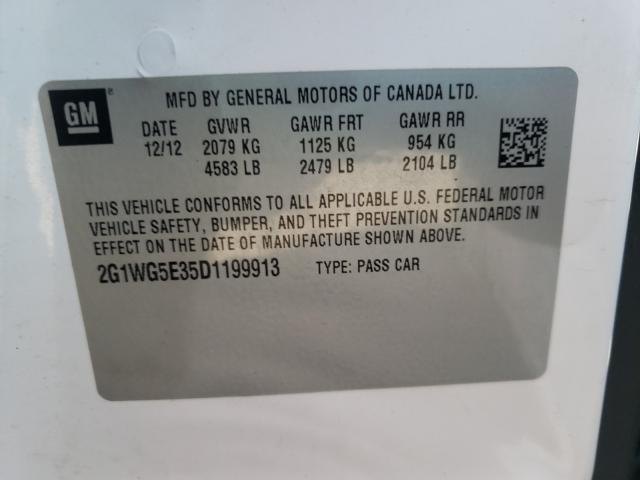 GM
MFD BY GENERAL MOTORS OF CANADA LTD.
DATE GVWR GAWR FRT GAWR RR
12/12 2079 KG 1125 KG 954 KG
4583 LB 2479 LB 2104 LB
THIS VEHICLE CONFORMS TO ALL APPLICABLE U.S. FEDERAL MOTOR
VEHICLE SAFETY, BUMPER, AND THEFT PREVENTION STANDARDS IN
EFFECT ON THE DATE OF MANUFACTURE SHOWN ABOVE.
2G1WG5E35D1199913 TYPE: PASS CAR